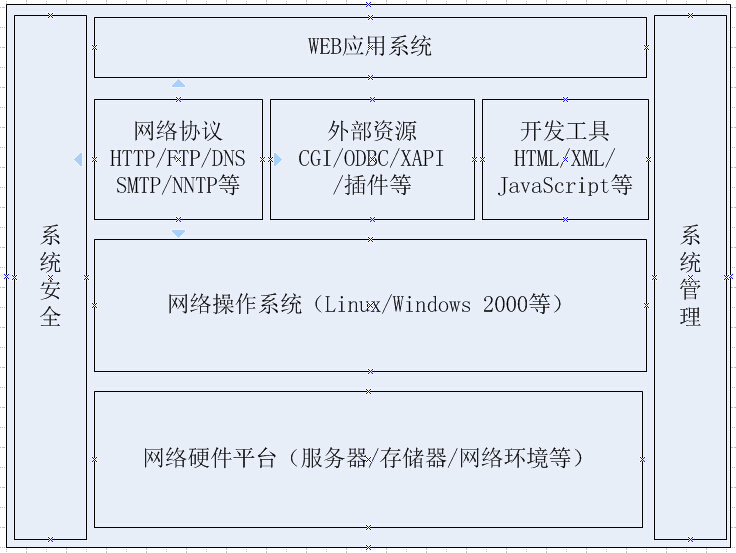 WEB应用系统
网络协议
HTTP/FTP/DNS
SMTP/NNTP等
外部资源
CGI/ODBC/XAPI
/插件等
开发工具
HTML/XML/
JavaScript等
系
统
安
全
系
统
管
理
网络操作系统（Linux/Windows 2000等）
网络硬件平台（服务器/存储器/网络环境等）